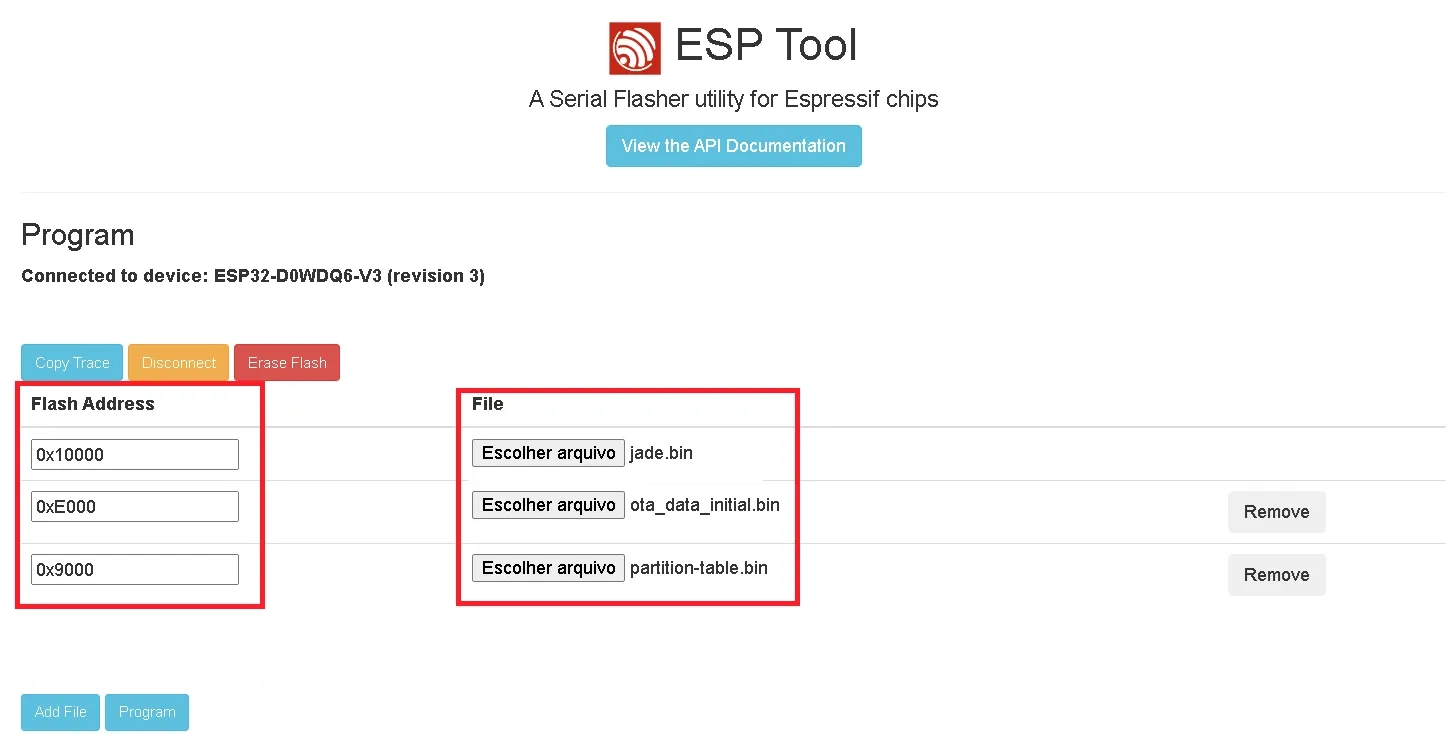 ESP Tool
A Serial Flasher utility for Espressif chips
View the API Documentation
Program
Connected to device: ESP32-D0WDQ6-V3 (revision 3)
Copy Trace Disconnect Erase Flash
Flash Address File
0x10000 Escolher arquivo jade.bin
0xE000 Escolher arquivo ota_data_initial.bin Remove
0x9000 Escolher arquivo partition-table.bin Remove
Add File Program